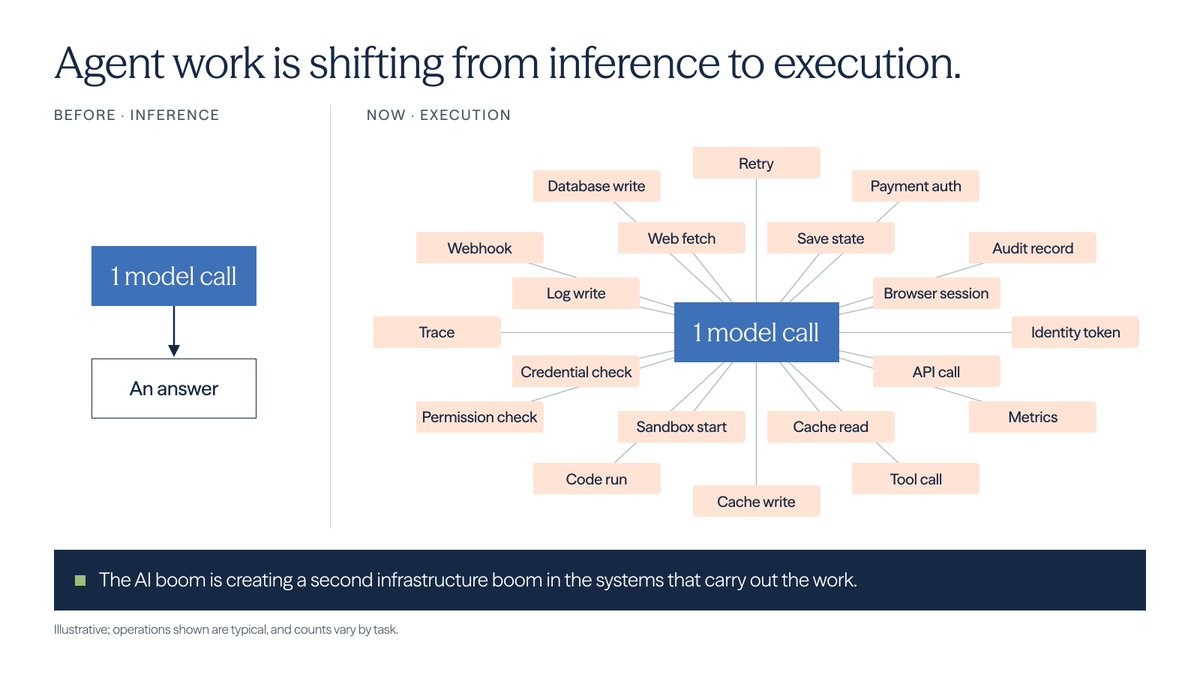 Agent work is shifting from inference to execution.
BEFORE · INFERENCE
1 model call
An answer
NOW · EXECUTION
Retry
Database write
Payment auth
Web fetch
Save state
Webhook
Audit record
Log write
Browser session
Trace
1 model call
Identity token
Credential check
API call
Permission check
Metrics
Sandbox start
Cache read
Code run
Tool call
Cache write
The AI boom is creating a second infrastructure boom in the systems that carry out the work.
Illustrative; operations shown are typical, and counts vary by task.